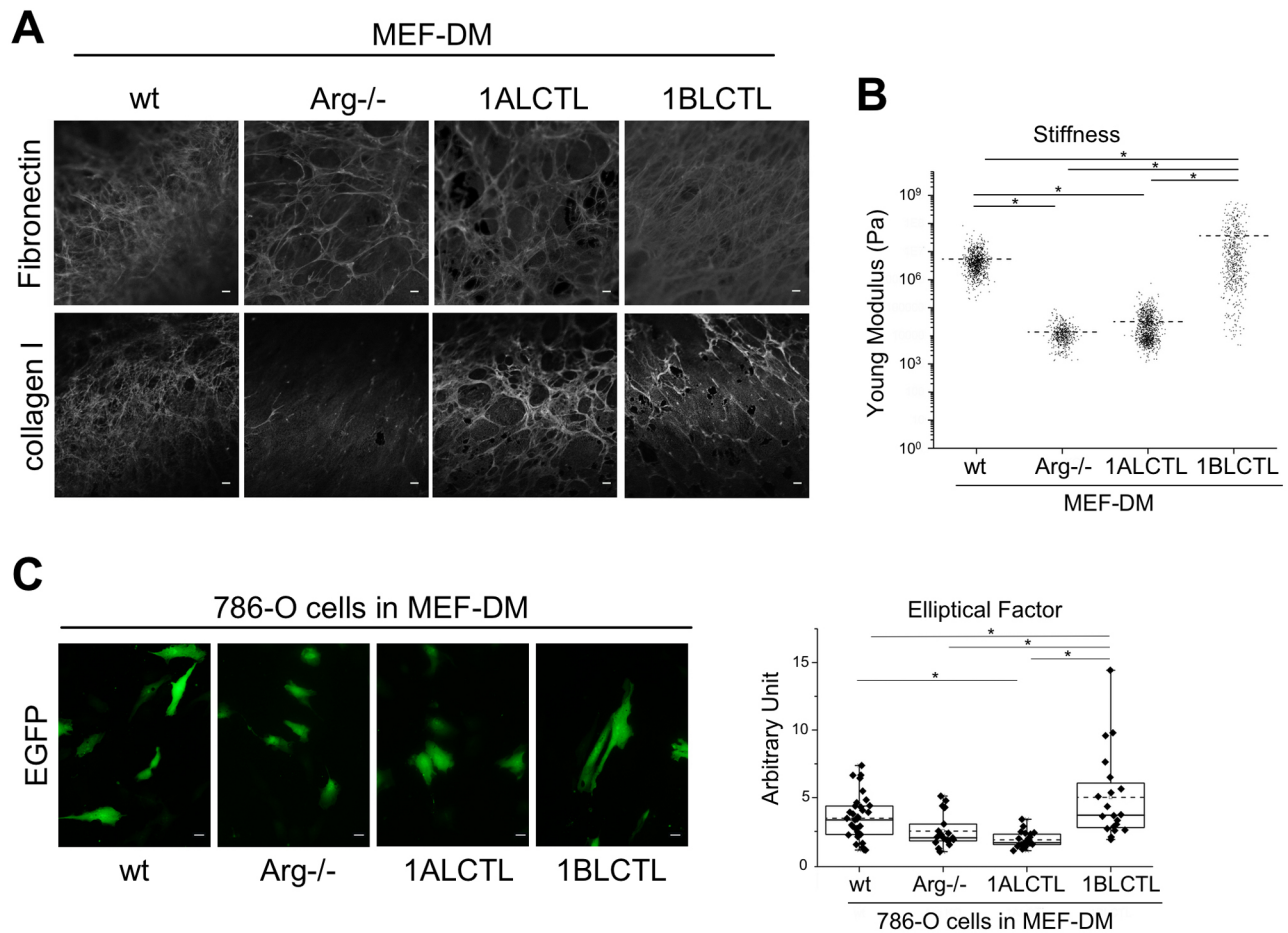 A
MEF-DM
wt Arg-/- 1ALCTL 1BLCTL
Fibronectin
collagen I
B
Stiffness
* * * * *
Young Modulus (Pa)
10⁹
10⁶
10³
10⁰
wt Arg-/- 1ALCTL 1BLCTL
MEF-DM
C
786-O cells in MEF-DM
EGFP
wt Arg-/- 1ALCTL 1BLCTL
Elliptical Factor
* * * *
Arbitrary Unit
15
10
5
0
wt Arg-/- 1ALCTL 1BLCTL
786-O cells in MEF-DM